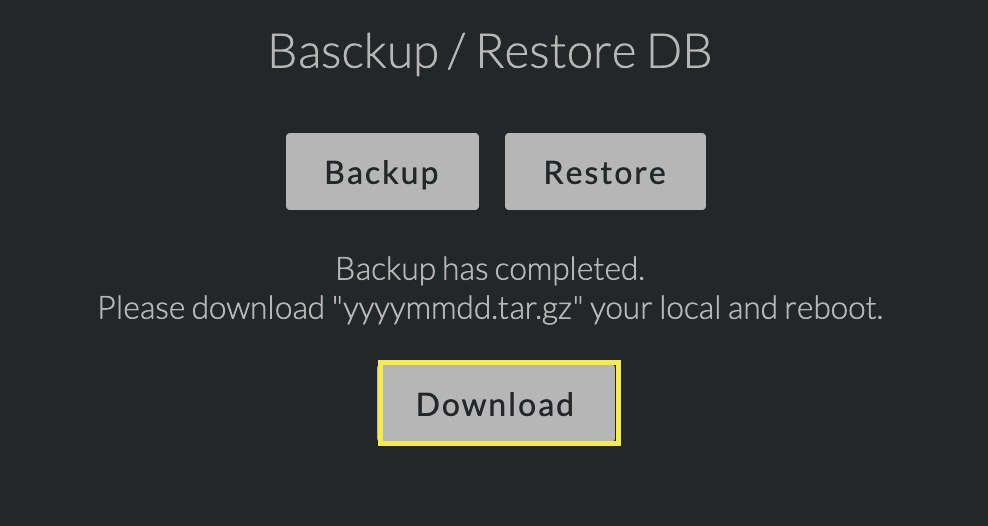 Basckup / Restore DB
Backup Restore
Backup has completed.
Please download "yyyymmdd.tar.gz" your local and reboot.
Download